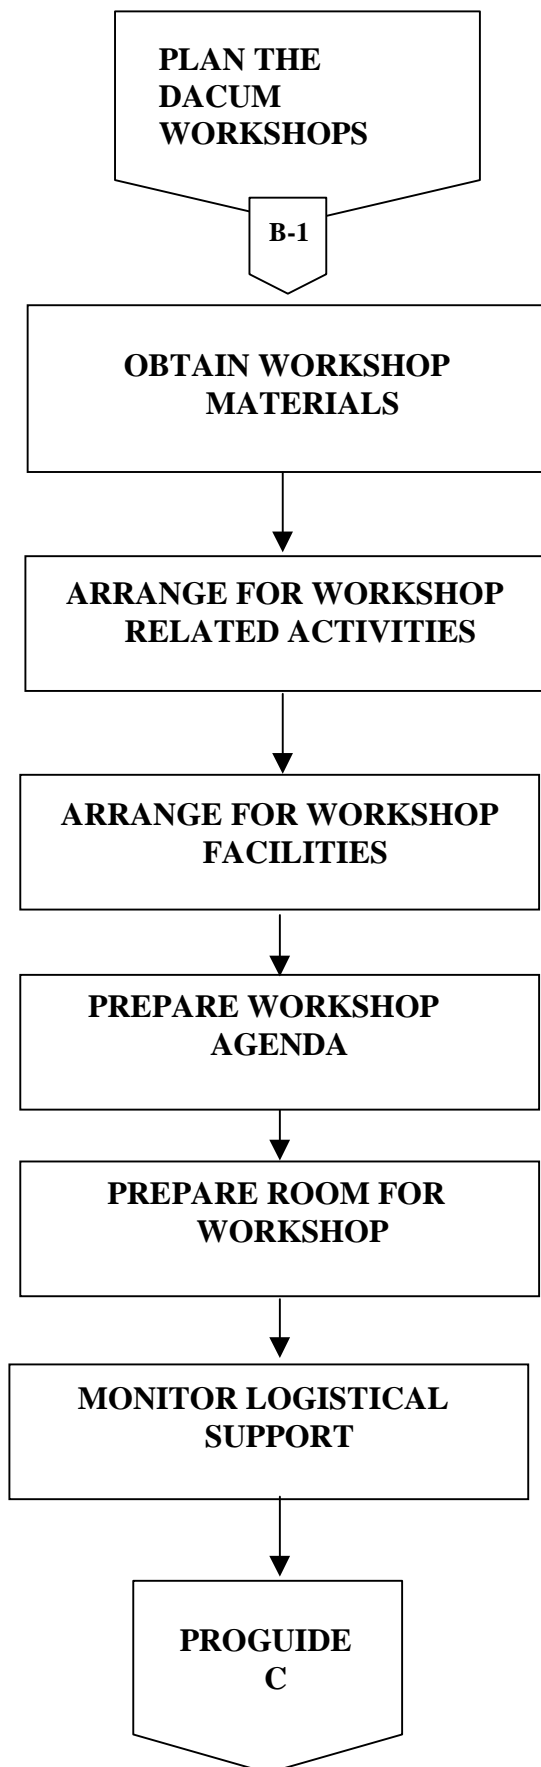 PLAN THE
DACUM
WORKSHOPS
B-1
OBTAIN WORKSHOP
MATERIALS
ARRANGE FOR WORKSHOP
RELATED ACTIVITIES
ARRANGE FOR WORKSHOP
FACILITIES
PREPARE WORKSHOP
AGENDA
PREPARE ROOM FOR
WORKSHOP
MONITOR LOGISTICAL
SUPPORT
PROGUIDE
C